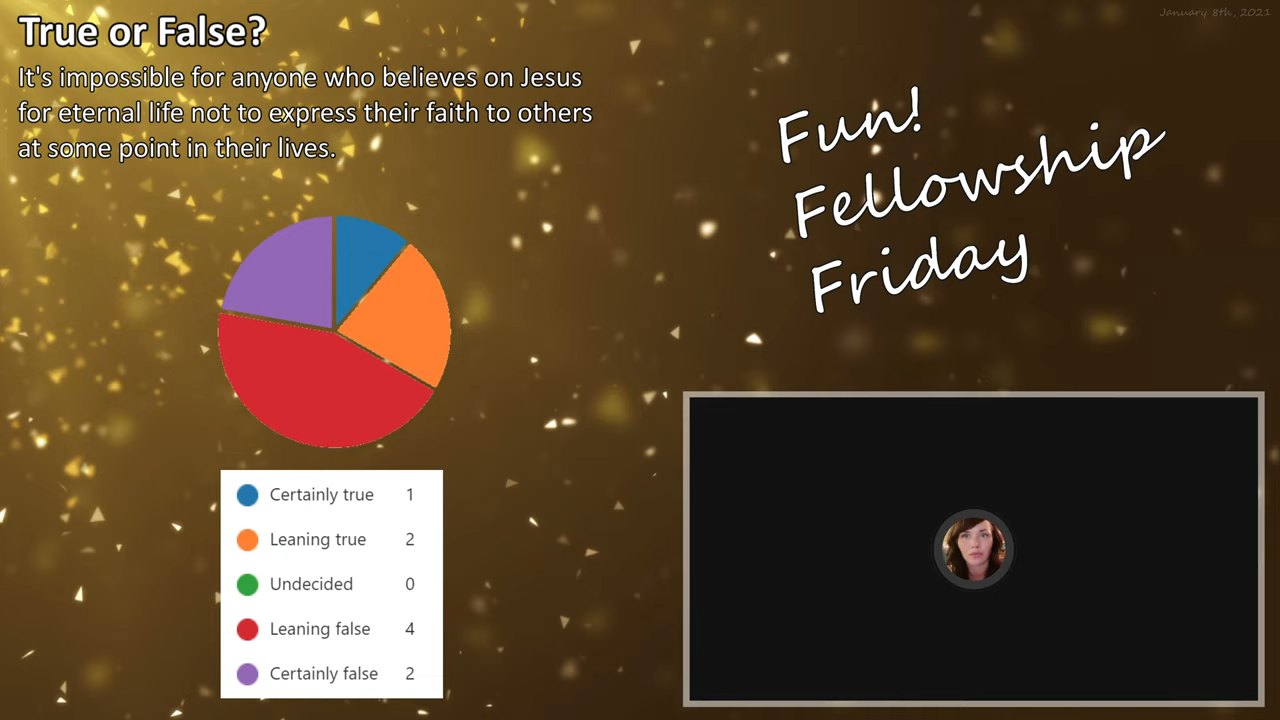 True or False?
It's impossible for anyone who believes on Jesus
for eternal life not to express their faith to others
at some point in their lives.
January 8th, 2021
Fun!
Fellowship
Friday
Certainly true 1
Leaning true 2
Undecided 0
Leaning false 4
Certainly false 2